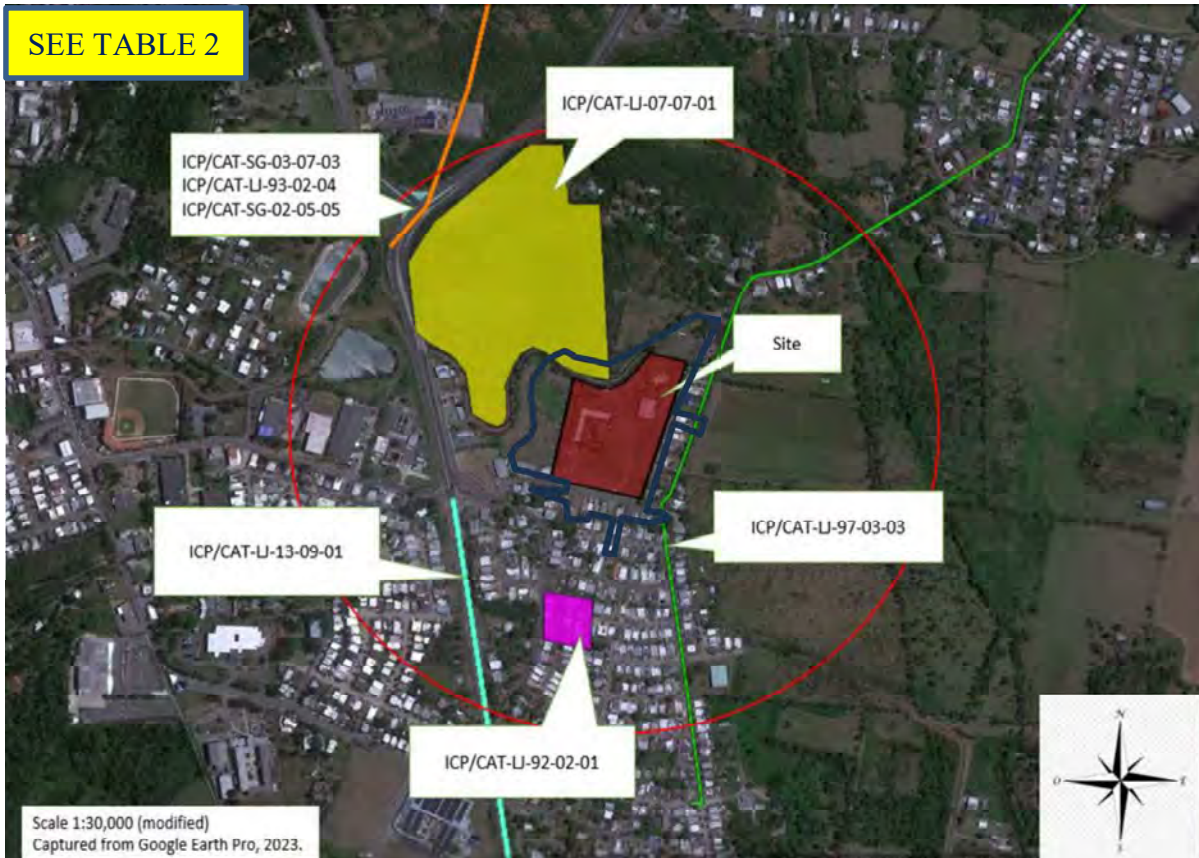 SEE TABLE 2
ICP/CAT-LJ-07-07-01
ICP/CAT-SG-03-07-03
ICP/CAT-LJ-93-02-04
ICP/CAT-SG-02-05-05
Site
ICP/CAT-LJ-13-09-01
ICP/CAT-LJ-97-03-03
ICP/CAT-LJ-92-02-01
N
O
E
S
Scale 1:30,000 (modified)
Captured from Google Earth Pro, 2023.